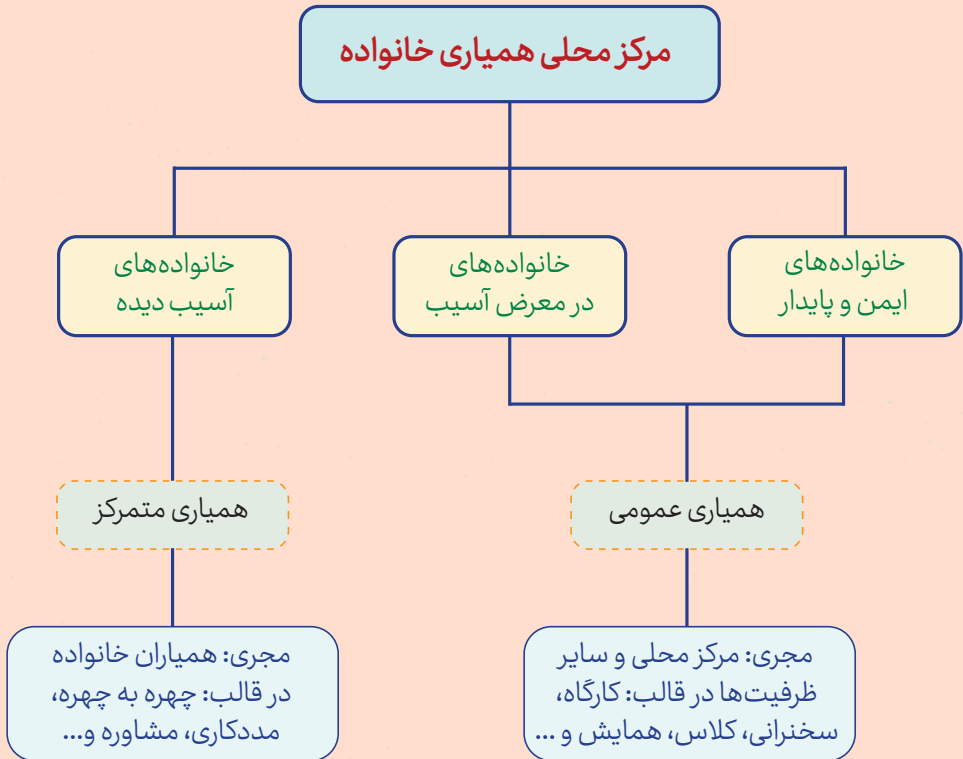 مرکز محلی همیاری خانواده
خانواده‌های
ایمن و پایدار
خانواده‌های
در معرض آسیب
خانواده‌های
آسیب دیده
همیاری عمومی
همیاری متمرکز
مجری: مرکز محلی و سایر
ظرفیت‌ها در قالب: کارگاه،
سخنرانی، کلاس، همایش و ...
مجری: همیاران خانواده
در قالب: چهره به چهره،
مددکاری، مشاوره و...